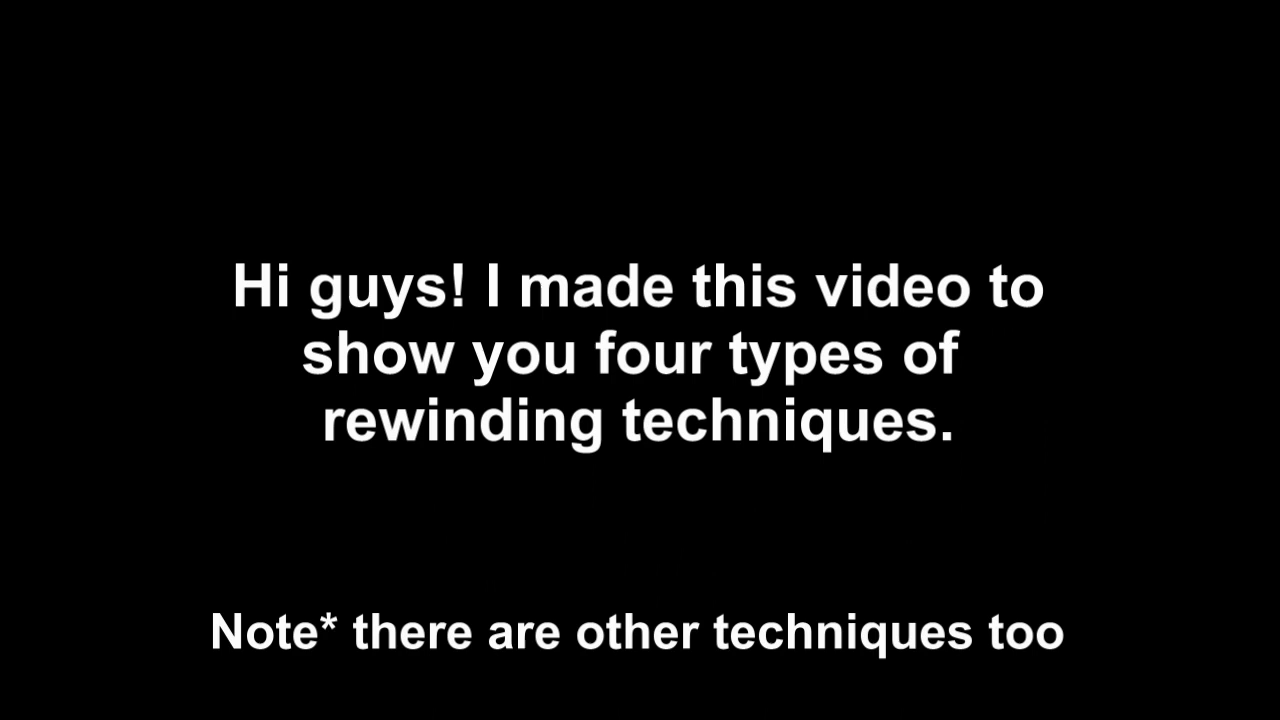 Hi guys! I made this video to
show you four types of
rewinding techniques.
Note* there are other techniques too